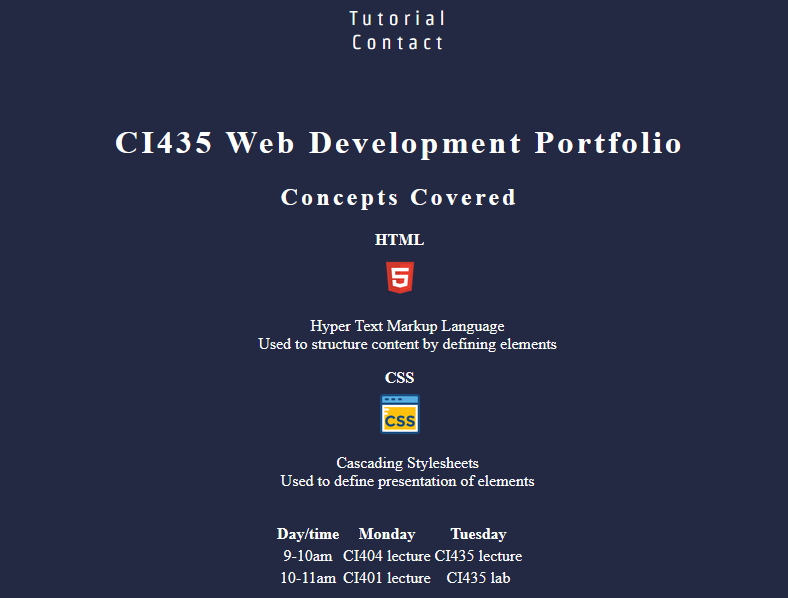 Tutorial
Contact
CI435 Web Development Portfolio
Concepts Covered
HTML
5
Hyper Text Markup Language
Used to structure content by defining elements
CSS
CSS
Cascading Stylesheets
Used to define presentation of elements
Day/time Monday Tuesday
9-10am CI404 lecture CI435 lecture
10-11am CI401 lecture CI435 lab